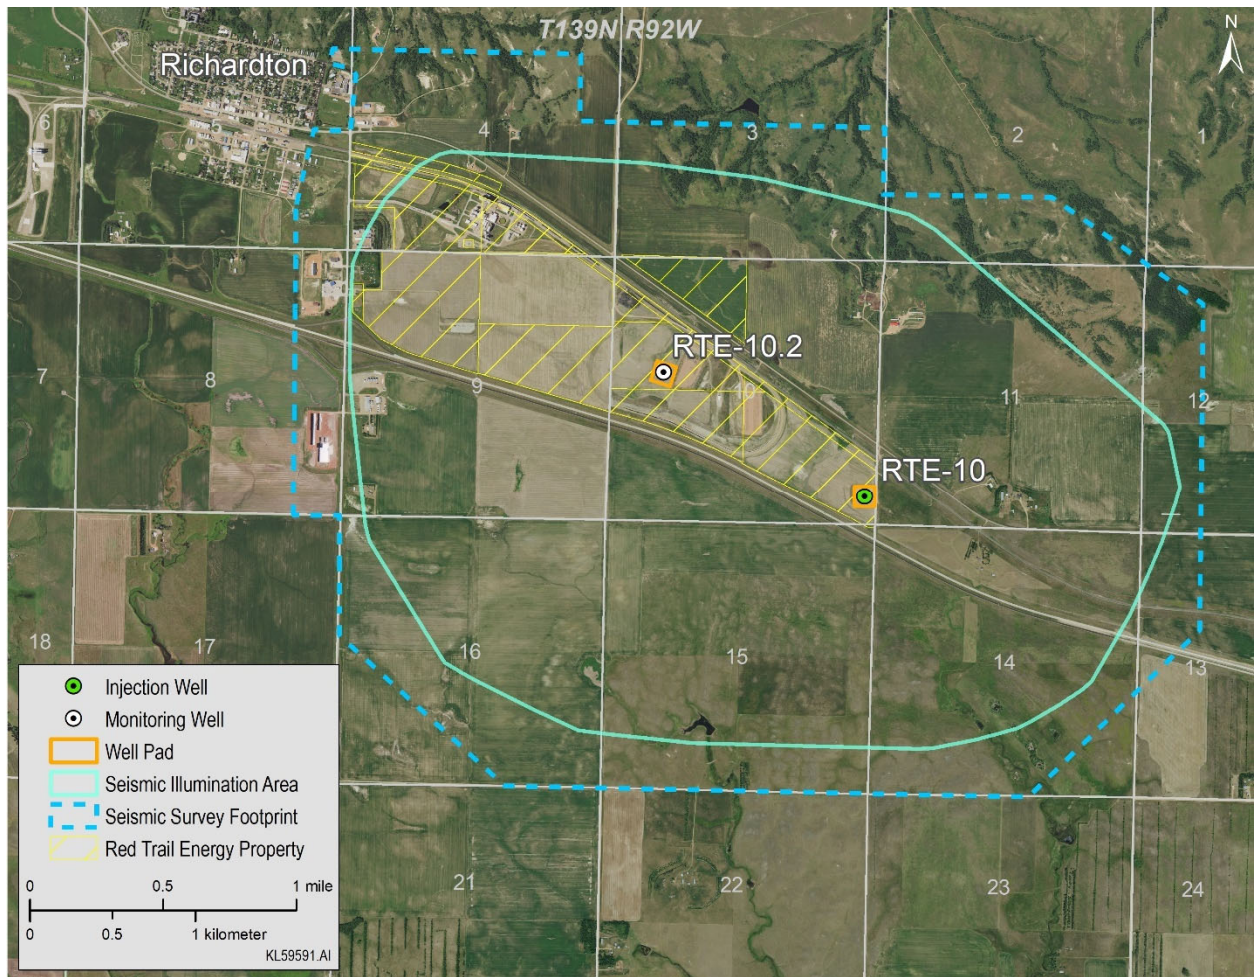 T139N R92W
N
Richardton
6
5
4
3
2
1
RTE-10.2
7
8
9
11
12
RTE-10
18
17
16
15
14
13
Injection Well
Monitoring Well
Well Pad
Seismic Illumination Area
Seismic Survey Footprint
Red Trail Energy Property
0 0.5 1 mile
0 0.5 1 kilometer
KL59591.AI
21
22
23
24